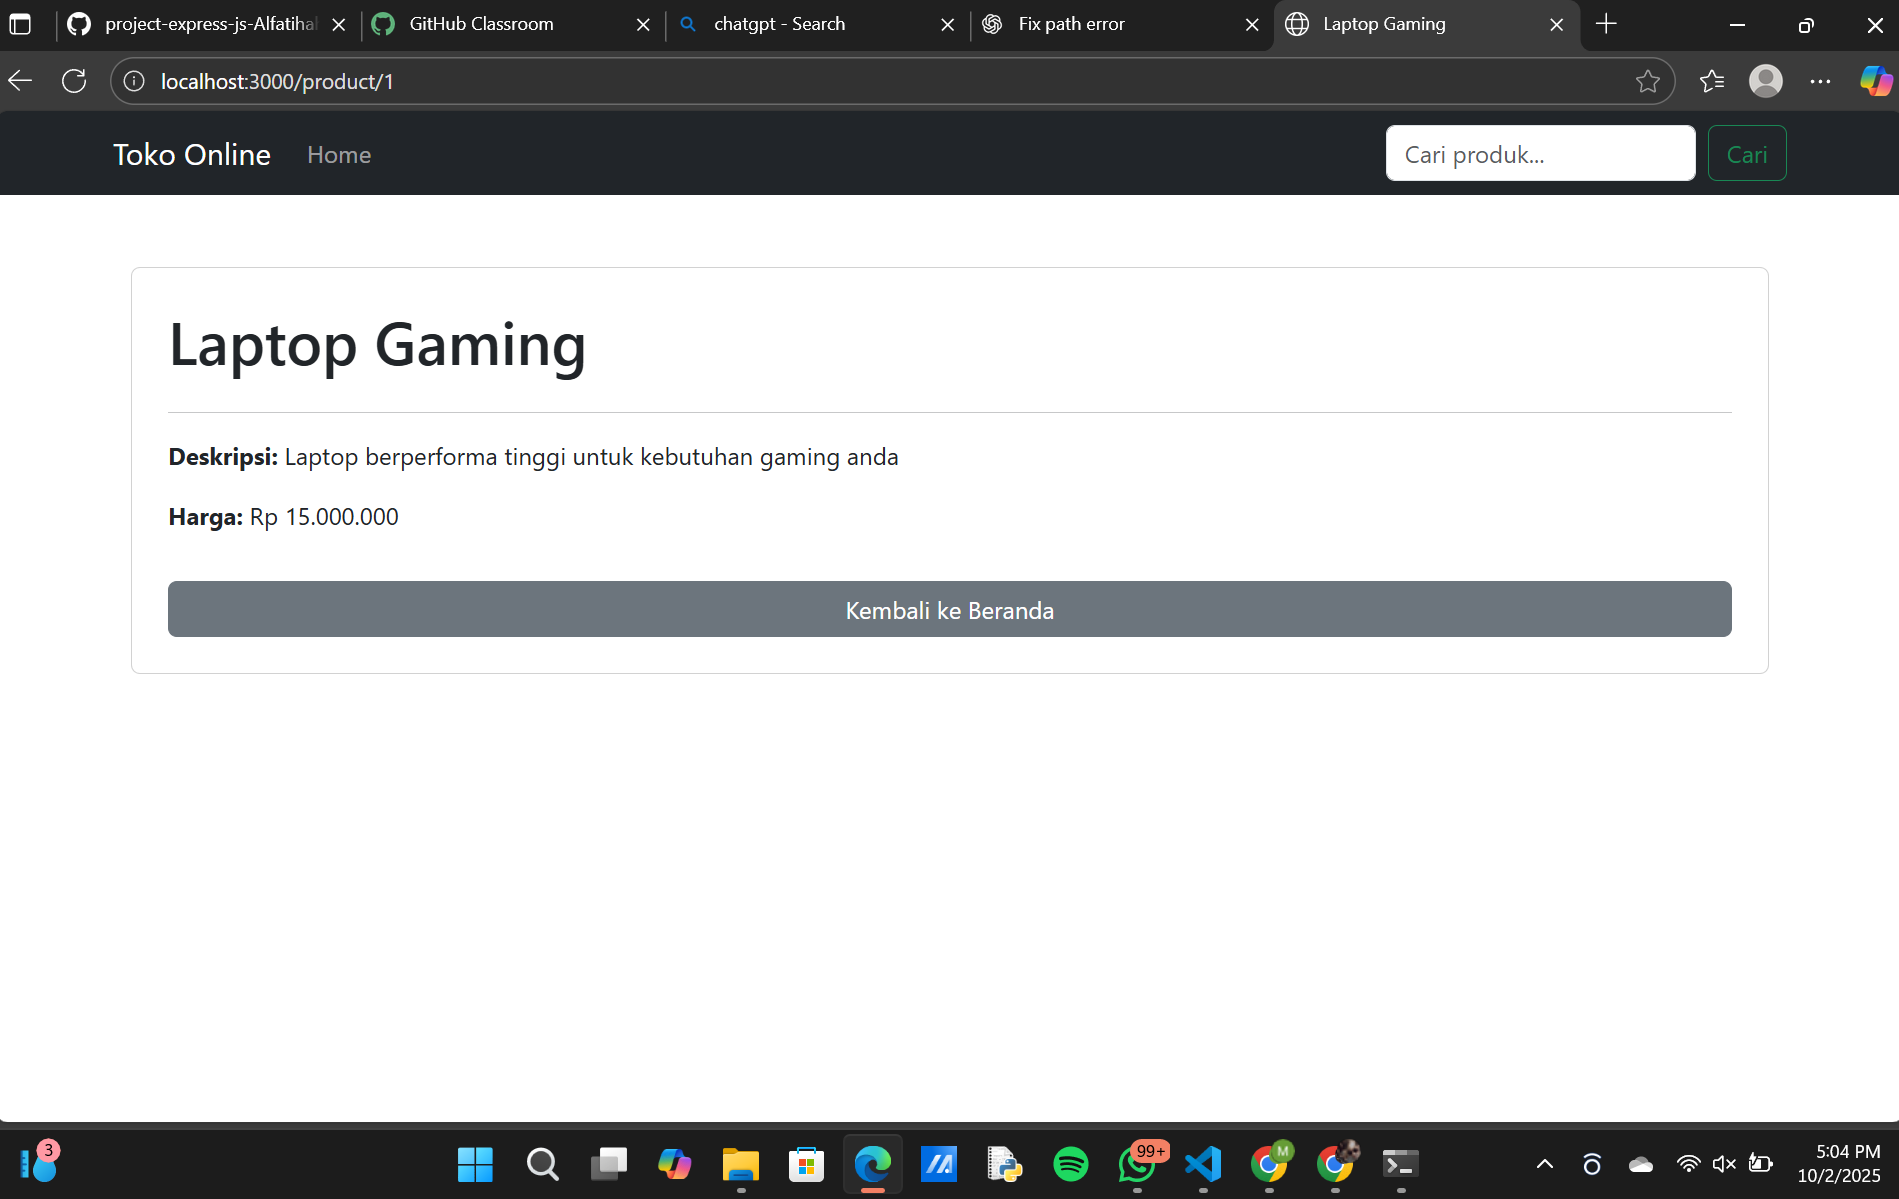 project-express-js-Alfatihah
GitHub Classroom
chatgpt - Search
Fix path error
Laptop Gaming
localhost:3000/product/1
Toko Online
Home
Cari produk...
Cari
Laptop Gaming
Deskripsi: Laptop berperforma tinggi untuk kebutuhan gaming anda
Harga: Rp 15.000.000
Kembali ke Beranda
3
99+
M
5:04 PM
10/2/2025